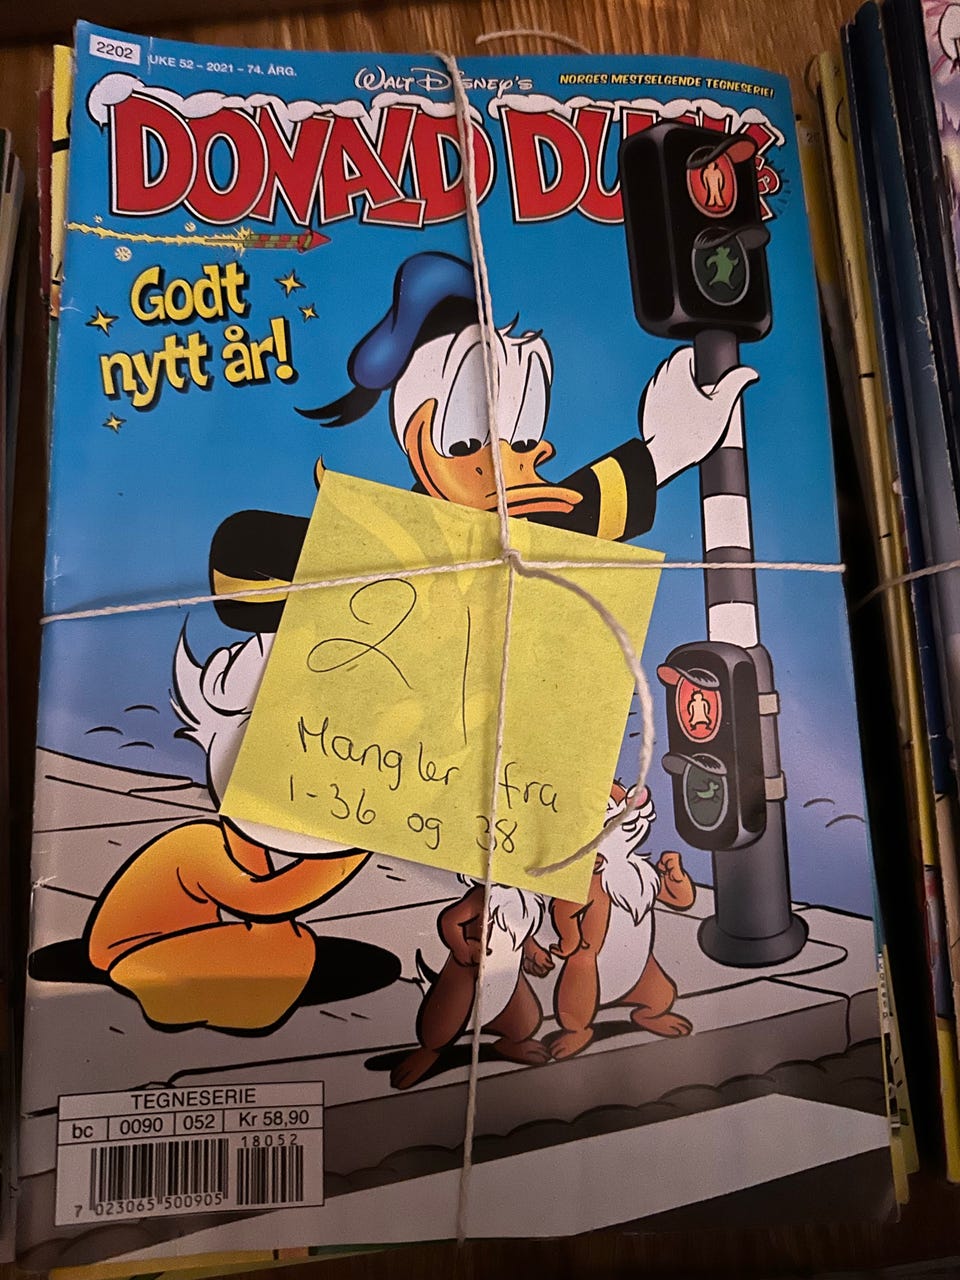 2202
UKE 52 – 2021 – 74. ÅRG.
WALT DISNEY'S
NORGES MESTSELGENDE TEGNESERIE!
DONALD DUCK
& CO
Godt
nytt år!
21
Mangler fra
1-36 og 38
TEGNESERIE
bc 0090 052 Kr 58,90
18052
7 023065 500905